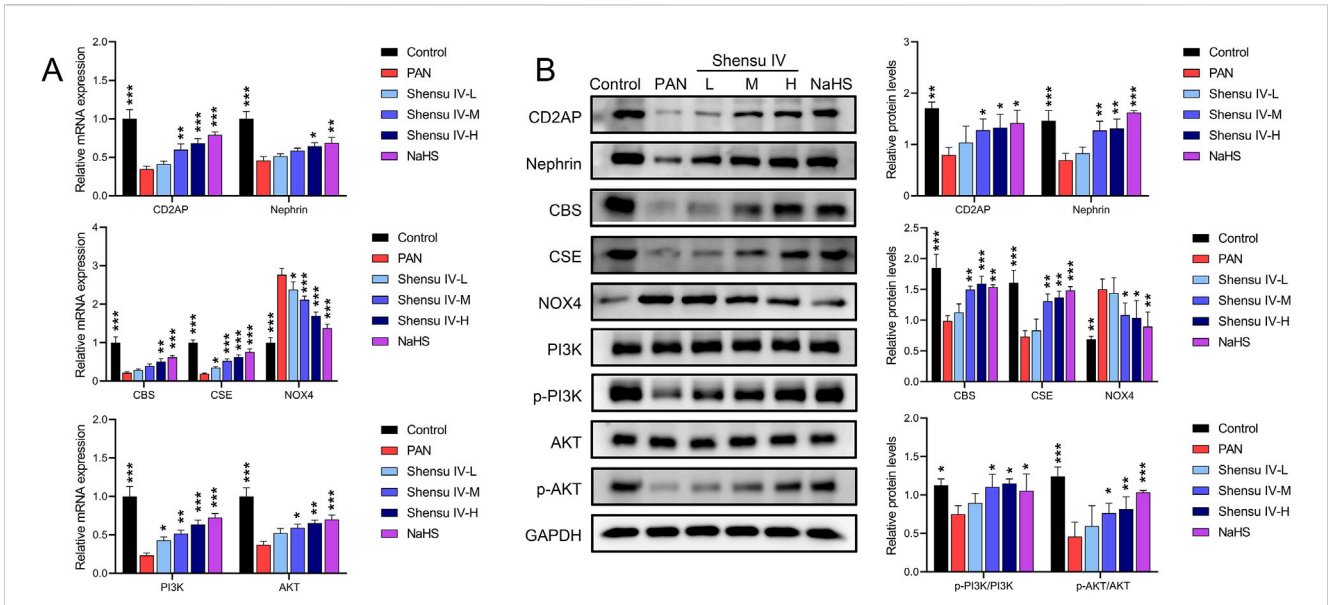 A
Relative mRNA expression
2.0
1.5
1.0
0.5
0.0
*** ** *** *** *** * **
CD2AP Nephrin
Control
PAN
Shensu IV-L
Shensu IV-M
Shensu IV-H
NaHS
Relative mRNA expression
4
3
2
1
0
*** ** *** *** * *** *** *** *** * *** *** ***
CBS CSE NOX4
Control
PAN
Shensu IV-L
Shensu IV-M
Shensu IV-H
NaHS
Relative mRNA expression
2.0
1.5
1.0
0.5
0.0
*** * ** *** *** *** * ** ***
PI3K AKT
Control
PAN
Shensu IV-L
Shensu IV-M
Shensu IV-H
NaHS
B
Shensu IV
Control PAN L M H NaHS
CD2AP
Nephrin
CBS
CSE
NOX4
PI3K
p-PI3K
AKT
p-AKT
GAPDH
Relative protein levels
3
2
1
0
** * * * *** ** ** ***
CD2AP Nephrin
Control
PAN
Shensu IV-L
Shensu IV-M
Shensu IV-H
NaHS
Relative protein levels
2.5
2.0
1.5
1.0
0.5
0.0
*** ** *** ** *** ** *** *** ** * * **
CBS CSE NOX4
Control
PAN
Shensu IV-L
Shensu IV-M
Shensu IV-H
NaHS
Relative protein levels
2.0
1.5
1.0
0.5
0.0
* * * * *** * ** ***
p-PI3K/PI3K p-AKT/AKT
Control
PAN
Shensu IV-L
Shensu IV-M
Shensu IV-H
NaHS